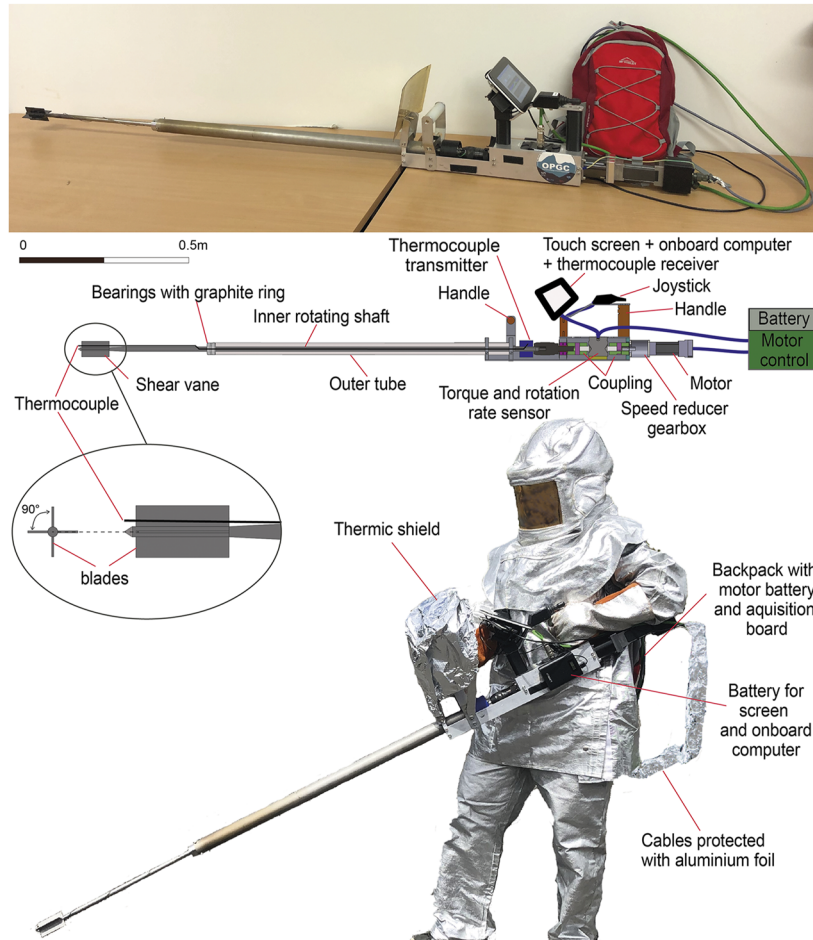 OPGC
0
0.5m
Thermocouple
transmitter
Touch screen + onboard computer
+ thermocouple receiver
Joystick
Handle
Handle
Bearings with graphite ring
Inner rotating shaft
Battery
Motor
control
Shear vane
Outer tube
Thermocouple
Torque and rotation
rate sensor
Coupling
Motor
Speed reducer
gearbox
90°
blades
Thermic shield
Backpack with
motor battery
and aquisition
board
Battery for
screen
and onboard
computer
Cables protected
with aluminium foil